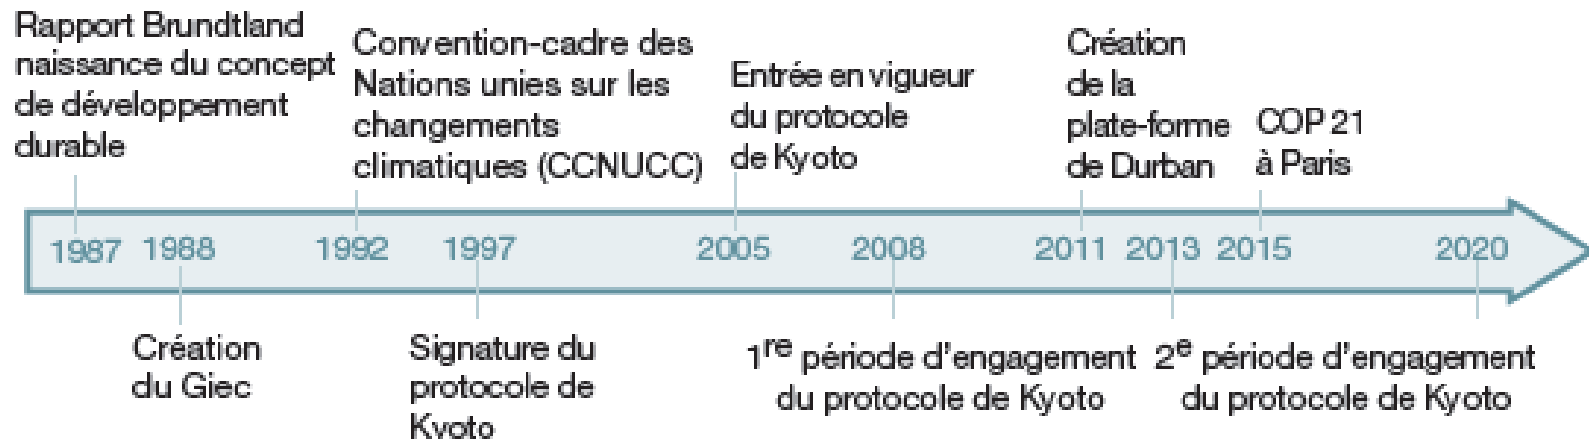 Rapport Brundtland
naissance du concept
de développement
durable
Convention-cadre des
Nations unies sur les
changements
climatiques (CCNUCC)
Entrée en vigueur
du protocole
de Kyoto
Création
de la
plate-forme
de Durban
COP 21
à Paris
1987 1988 1992 1997 2005 2008 2011 2013 2015 2020
Création
du Giec
Signature du
protocole de
Kyoto
1re période d'engagement
du protocole de Kyoto
2e période d'engagement
du protocole de Kyoto